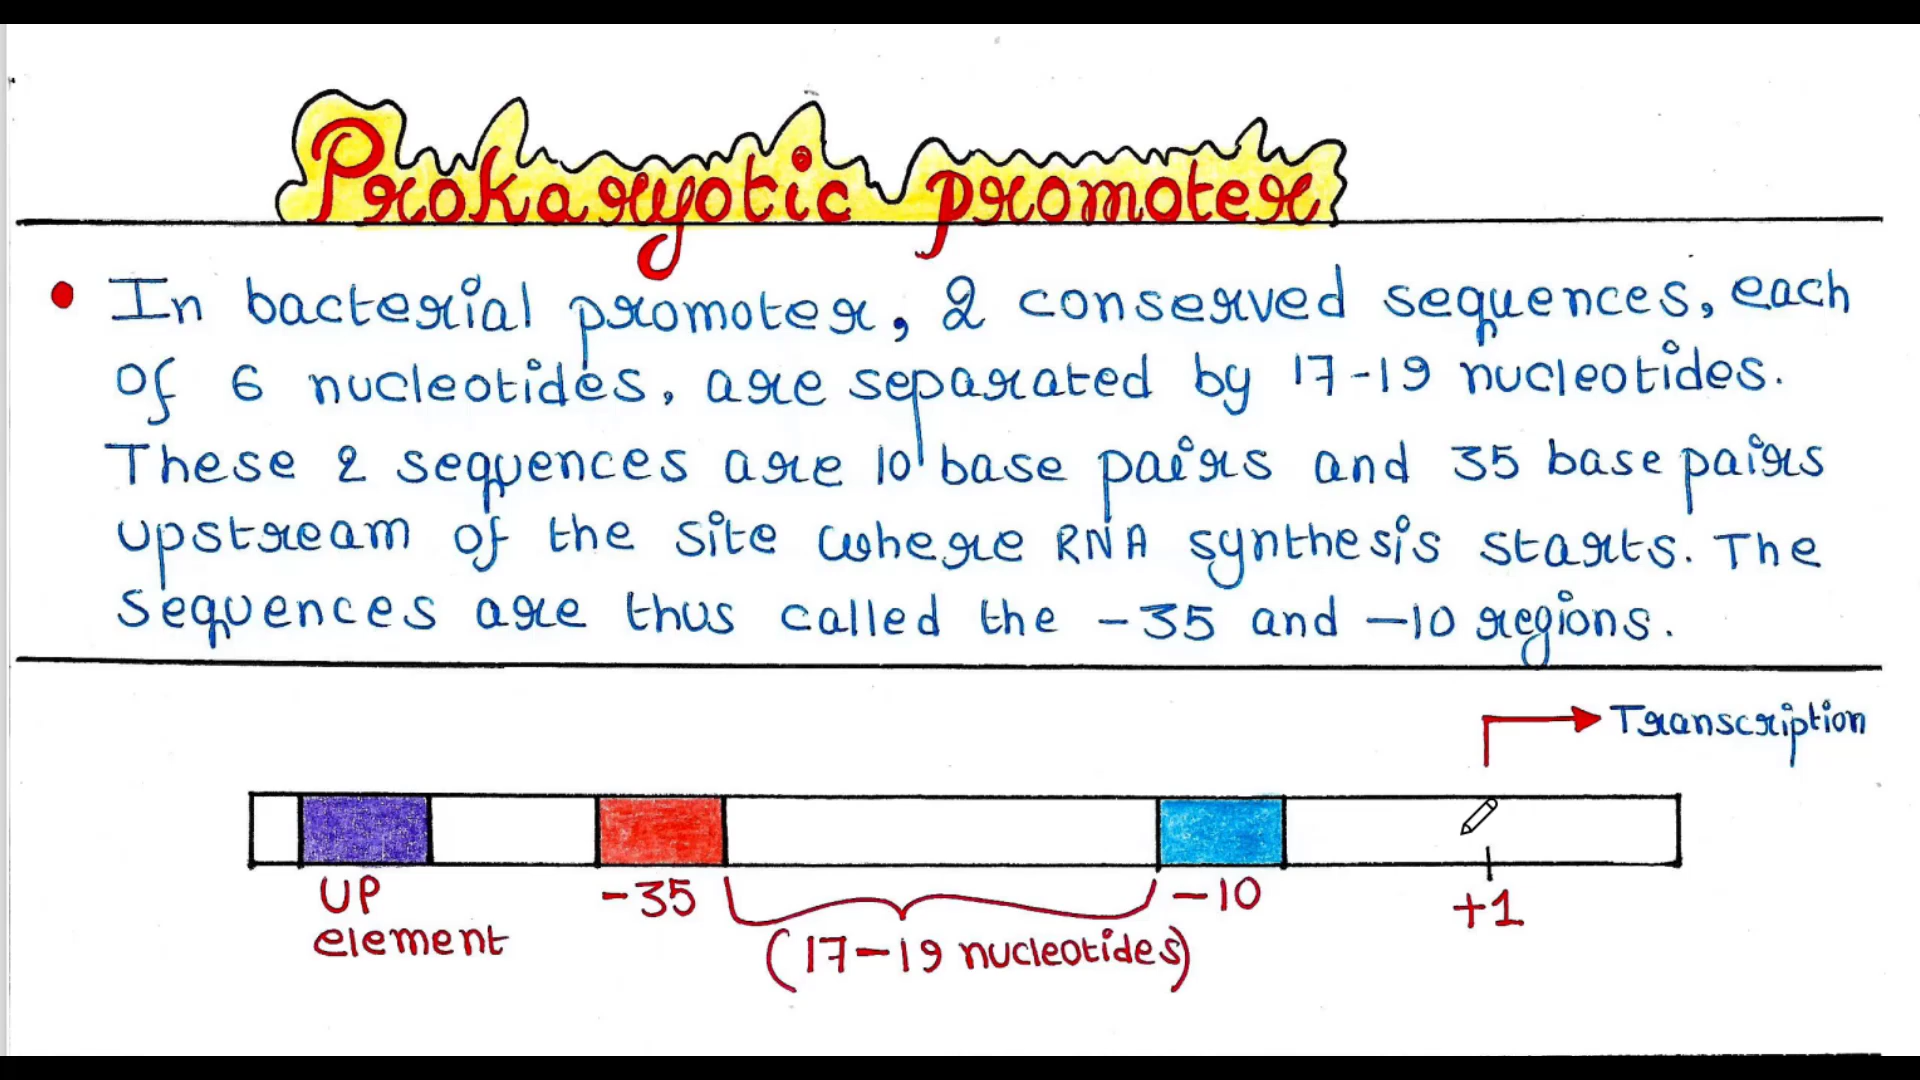 Prokaryotic promoter
• In bacterial promoter, 2 conserved sequences, each
of 6 nucleotides, are separated by 17-19 nucleotides.
These 2 sequences are 10 base pairs and 35 base pairs
upstream of the site where RNA synthesis starts. The
sequences are thus called the -35 and -10 regions.
Transcription
UP
element
-35
-10
+1
(17-19 nucleotides)